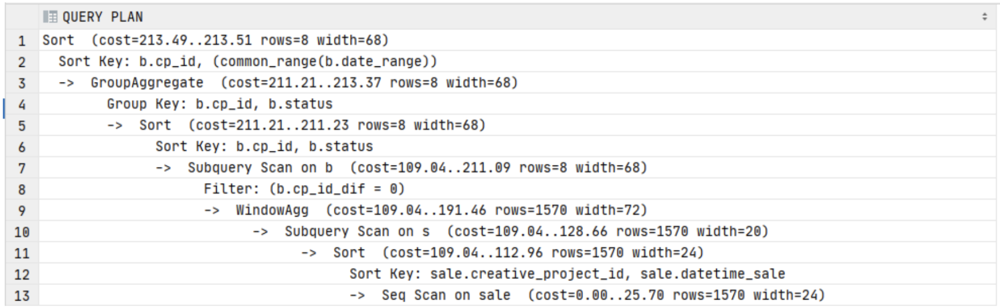 QUERY PLAN
1 Sort  (cost=213.49..213.51 rows=8 width=68)
2   Sort Key: b.cp_id, (common_range(b.date_range))
3   ->  GroupAggregate  (cost=211.21..213.37 rows=8 width=68)
4         Group Key: b.cp_id, b.status
5         ->  Sort  (cost=211.21..211.23 rows=8 width=68)
6               Sort Key: b.cp_id, b.status
7               ->  Subquery Scan on b  (cost=109.04..211.09 rows=8 width=68)
8                     Filter: (b.cp_id_dif = 0)
9                     ->  WindowAgg  (cost=109.04..191.46 rows=1570 width=72)
10                           ->  Subquery Scan on s  (cost=109.04..128.66 rows=1570 width=20)
11                                 ->  Sort  (cost=109.04..112.96 rows=1570 width=24)
12                                       Sort Key: sale.creative_project_id, sale.datetime_sale
13                                       ->  Seq Scan on sale  (cost=0.00..25.70 rows=1570 width=24)